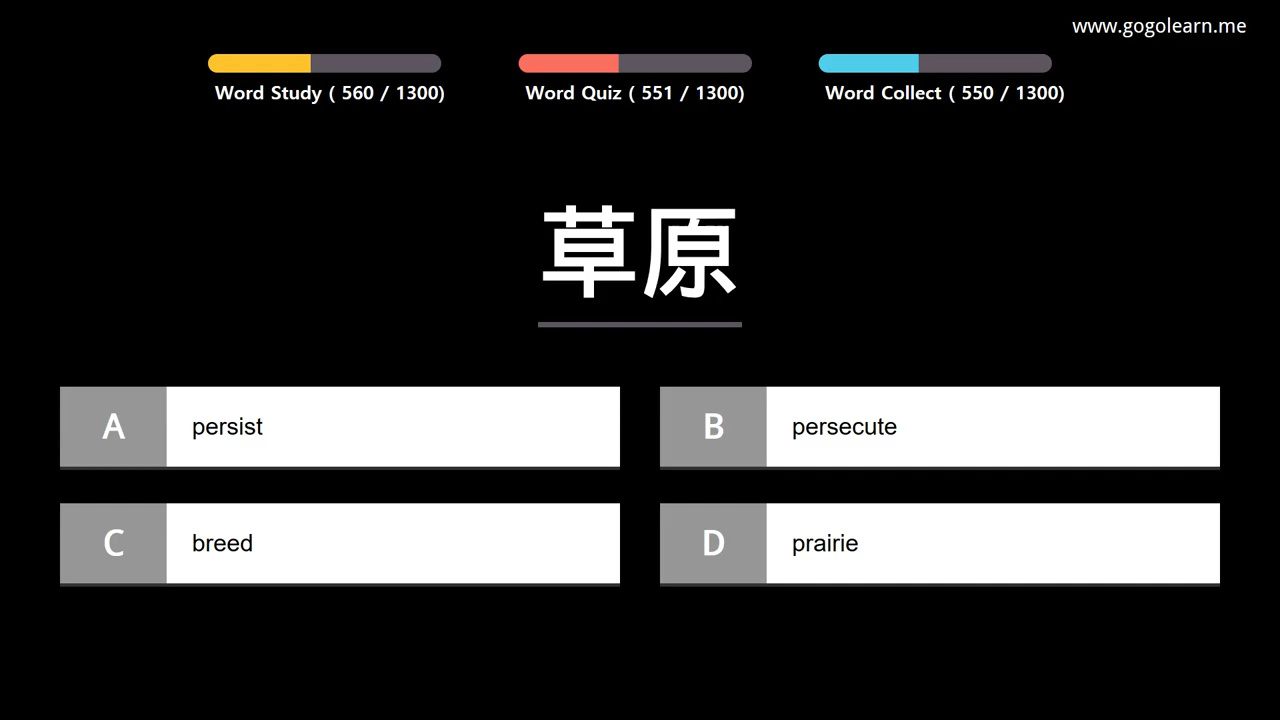 www.gogolearn.me
Word Study ( 560 / 1300)
Word Quiz ( 551 / 1300)
Word Collect ( 550 / 1300)
草原
A persist
B persecute
C breed
D prairie